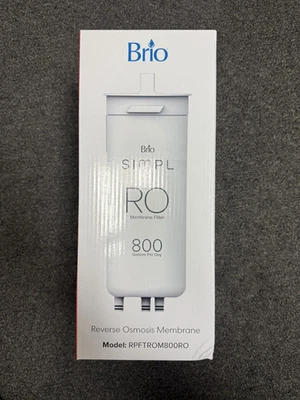 Brio
Brio
SIMPL
RO
Membrane Filter
800
Gallons Per Day
Reverse Osmosis Membrane
Model: RPFTROM800RO